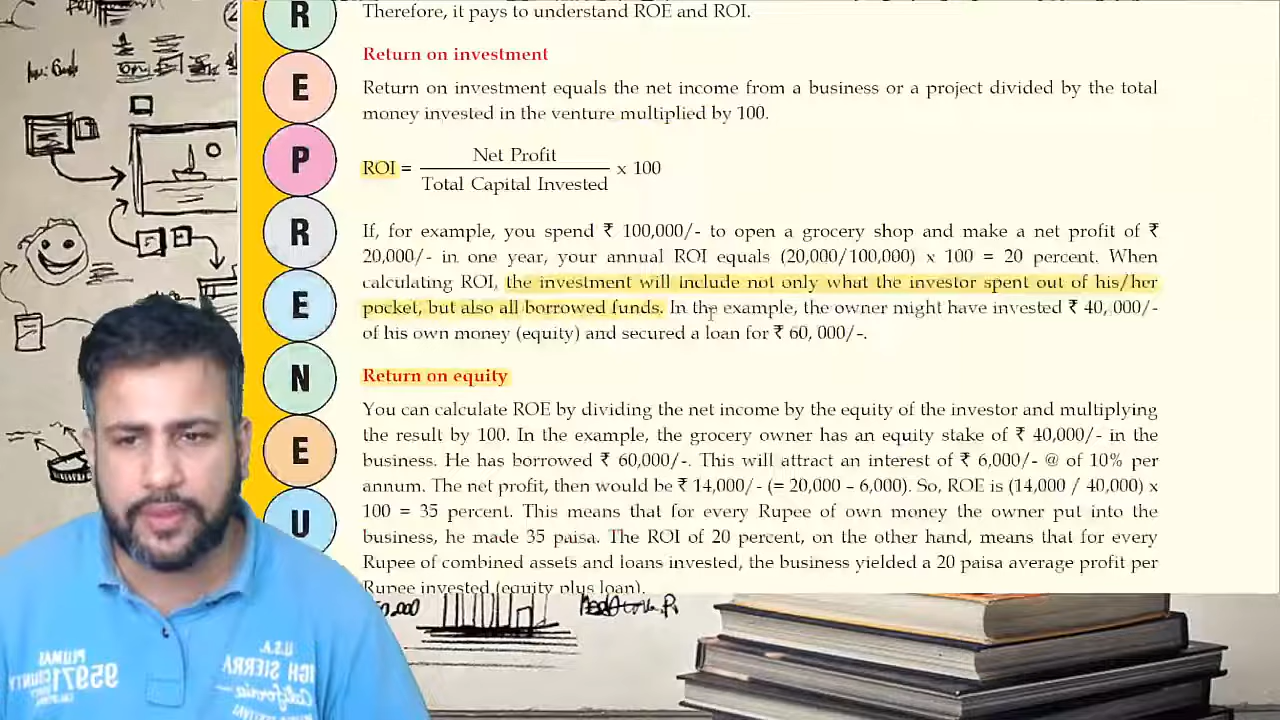 R
E
P
R
E
N
E
U
Therefore, it pays to understand ROE and ROI.
Return on investment
Return on investment equals the net income from a business or a project divided by the total
money invested in the venture multiplied by 100.
ROI = Net Profit / Total Capital Invested x 100
If, for example, you spend ₹ 100,000/- to open a grocery shop and make a net profit of ₹
20,000/- in one year, your annual ROI equals (20,000/100,000) x 100 = 20 percent. When
calculating ROI, the investment will include not only what the investor spent out of his/her
pocket, but also all borrowed funds. In the example, the owner might have invested ₹ 40, 000/-
of his own money (equity) and secured a loan for ₹ 60, 000/-.
Return on equity
You can calculate ROE by dividing the net income by the equity of the investor and multiplying
the result by 100. In the example, the grocery owner has an equity stake of ₹ 40,000/- in the
business. He has borrowed ₹ 60,000/-. This will attract an interest of ₹ 6,000/- @ of 10% per
annum. The net profit, then would be ₹ 14,000/- (= 20,000 – 6,000). So, ROE is (14,000 / 40,000) x
100 = 35 percent. This means that for every Rupee of own money the owner put into the
business, he made 35 paisa. The ROI of 20 percent, on the other hand, means that for every
Rupee of combined assets and loans invested, the business yielded a 20 paisa average profit per
Rupee invested (equity plus loan).
PLUMAS
95971
COUNTY
U.S.A.
IGH SIERRA
California